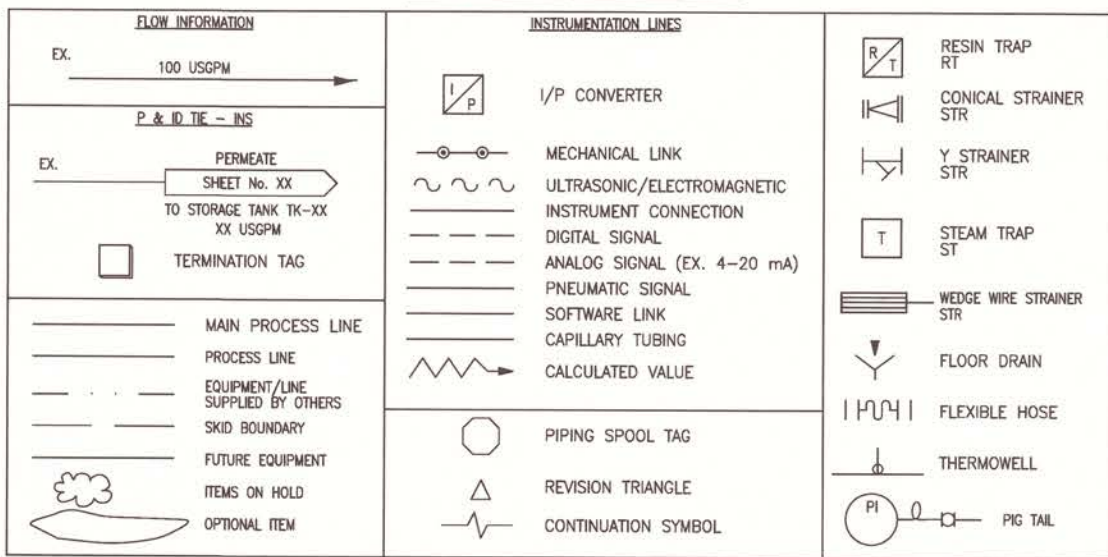 FLOW INFORMATION
EX.
100 USGPM
P & ID TIE - INS
EX.
PERMEATE
SHEET No. XX
TO STORAGE TANK TK-XX
XX USGPM
TERMINATION TAG
MAIN PROCESS LINE
PROCESS LINE
EQUIPMENT/LINE
SUPPLIED BY OTHERS
SKID BOUNDARY
FUTURE EQUIPMENT
ITEMS ON HOLD
OPTIONAL ITEM
INSTRUMENTATION LINES
I/P
I/P CONVERTER
MECHANICAL LINK
ULTRASONIC/ELECTROMAGNETIC
INSTRUMENT CONNECTION
DIGITAL SIGNAL
ANALOG SIGNAL (EX. 4-20 mA)
PNEUMATIC SIGNAL
SOFTWARE LINK
CAPILLARY TUBING
CALCULATED VALUE
PIPING SPOOL TAG
REVISION TRIANGLE
CONTINUATION SYMBOL
R/T
RESIN TRAP
RT
CONICAL STRAINER
STR
Y STRAINER
STR
T
STEAM TRAP
ST
WEDGE WIRE STRAINER
STR
FLOOR DRAIN
FLEXIBLE HOSE
THERMOWELL
PI
PIG TAIL